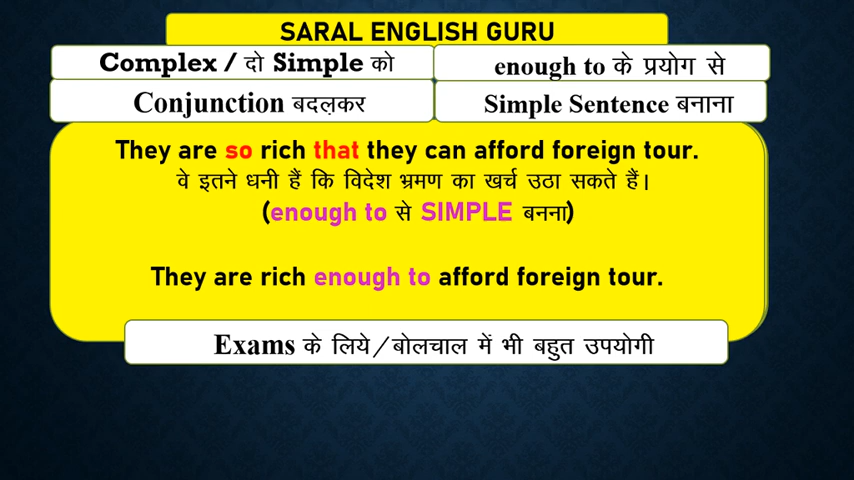 SARAL ENGLISH GURU
Complex / दो Simple को
enough to के प्रयोग से
Conjunction बदल़कर
Simple Sentence बनाना
They are so rich that they can afford foreign tour.
वे इतने धनी हैं कि विदेश भ्रमण का खर्च उठा सकते हैं।
(enough to से SIMPLE बनना)
They are rich enough to afford foreign tour.
Exams के लिये/बोलचाल में भी बहुत उपयोगी